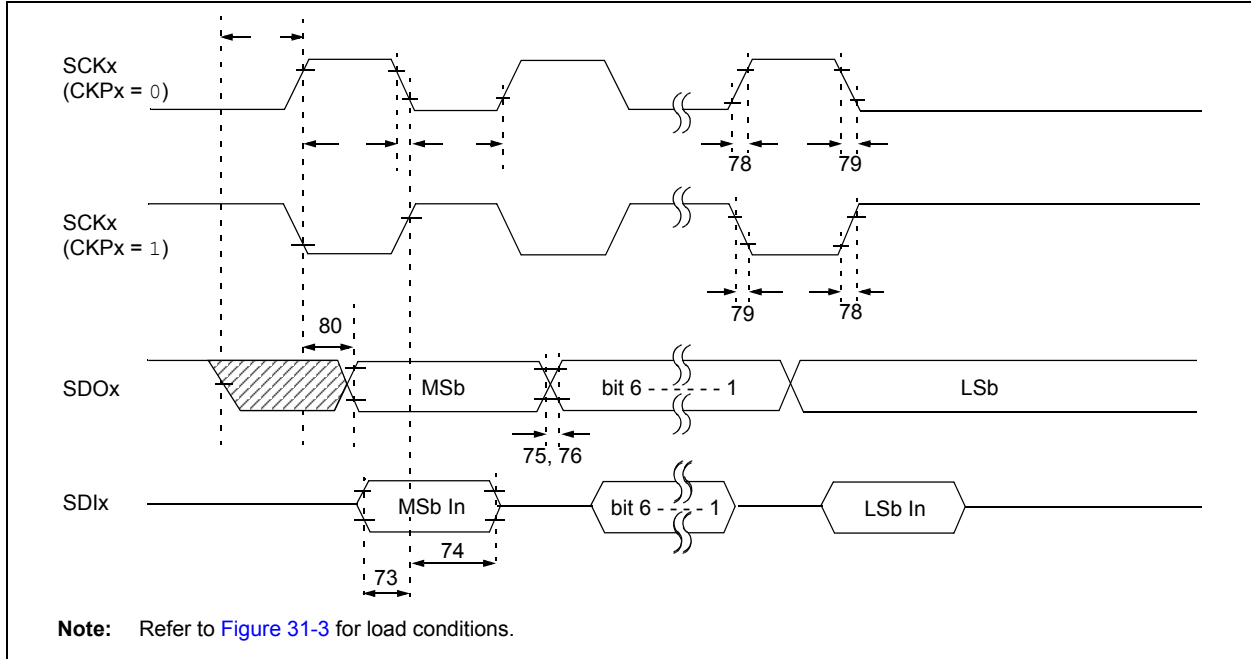 SCKx
(CKPx = 0)
78
79
SCKx
(CKPx = 1)
79
78
80
SDOx
MSb
bit 6 - - - - - - 1
LSb
75, 76
SDIx
MSb In
bit 6 - - - - 1
LSb In
74
73
Note: Refer to Figure 31-3 for load conditions.